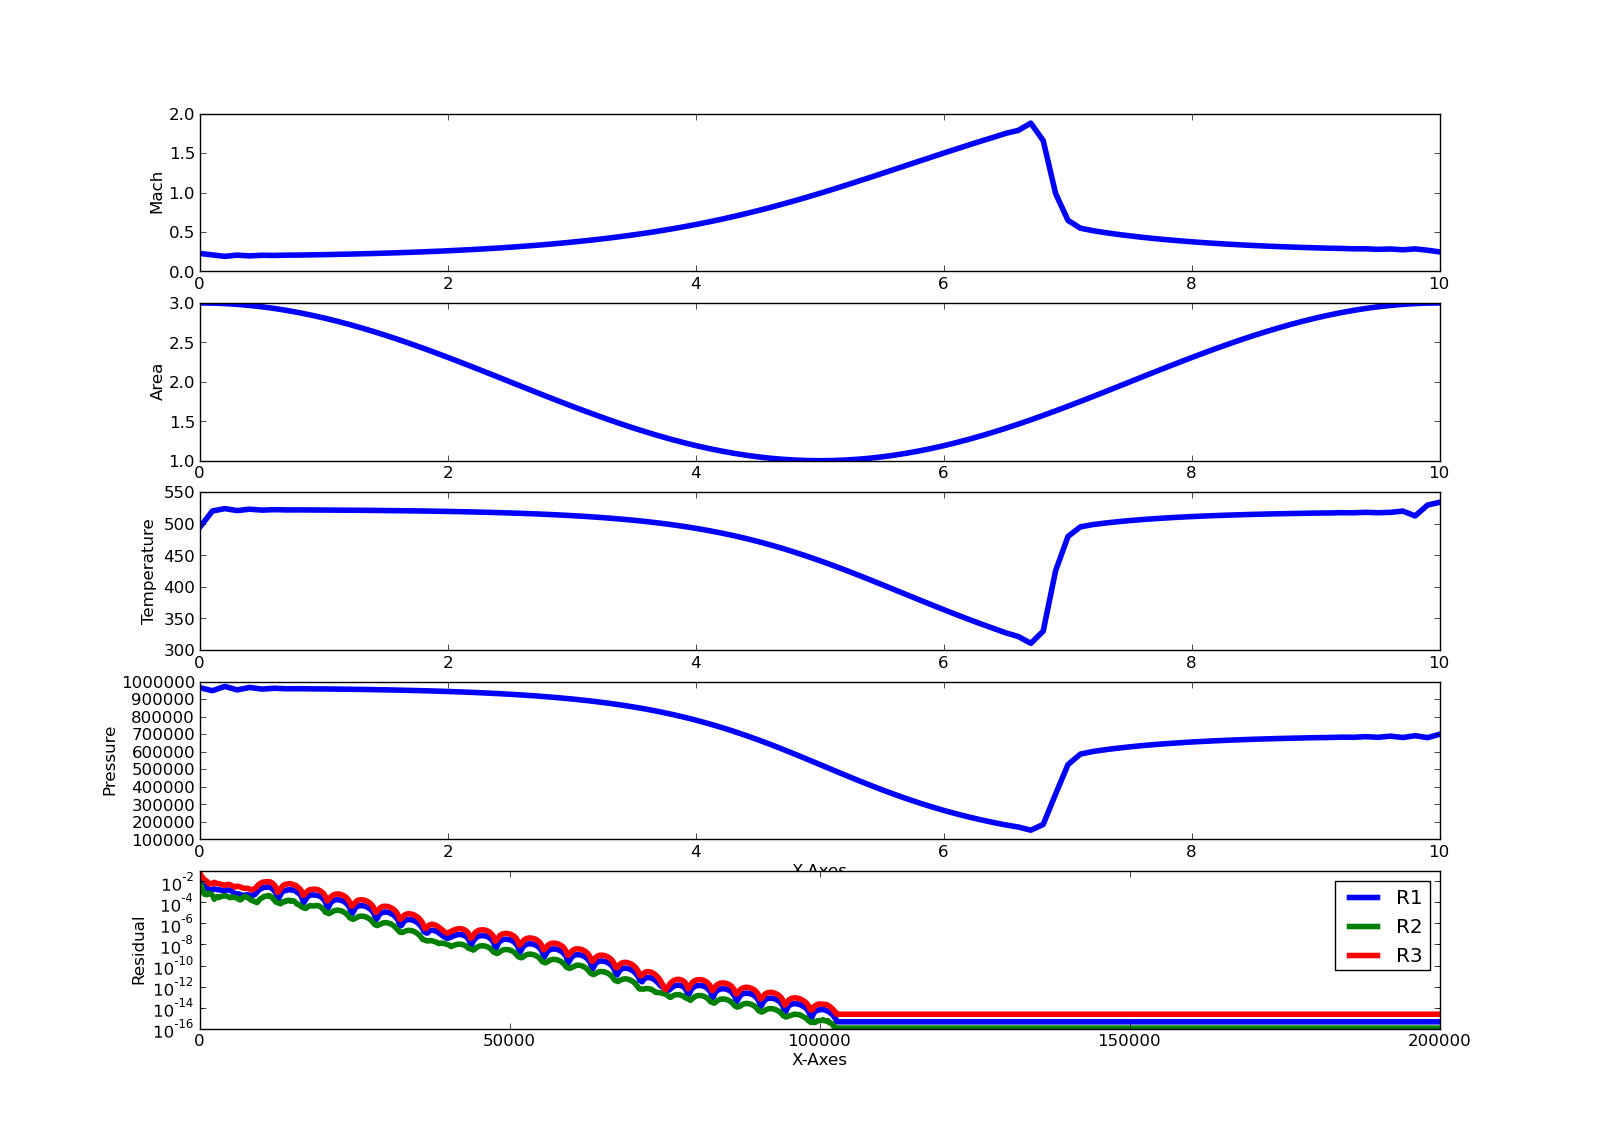 2.0
1.5
1.0
0.5
0.0
Mach
0 2 4 6 8 10
3.0
2.5
2.0
1.5
1.0
Area
0 2 4 6 8 10
550
500
450
400
350
300
Temperature
0 2 4 6 8 10
1000000
900000
800000
700000
600000
500000
400000
300000
200000
100000
Pressure
0 2 4 6 8 10
X-Axes
10^-2
10^-4
10^-6
10^-8
10^-10
10^-12
10^-14
10^-16
Residual
R1
R2
R3
0 50000 100000 150000 200000
X-Axes